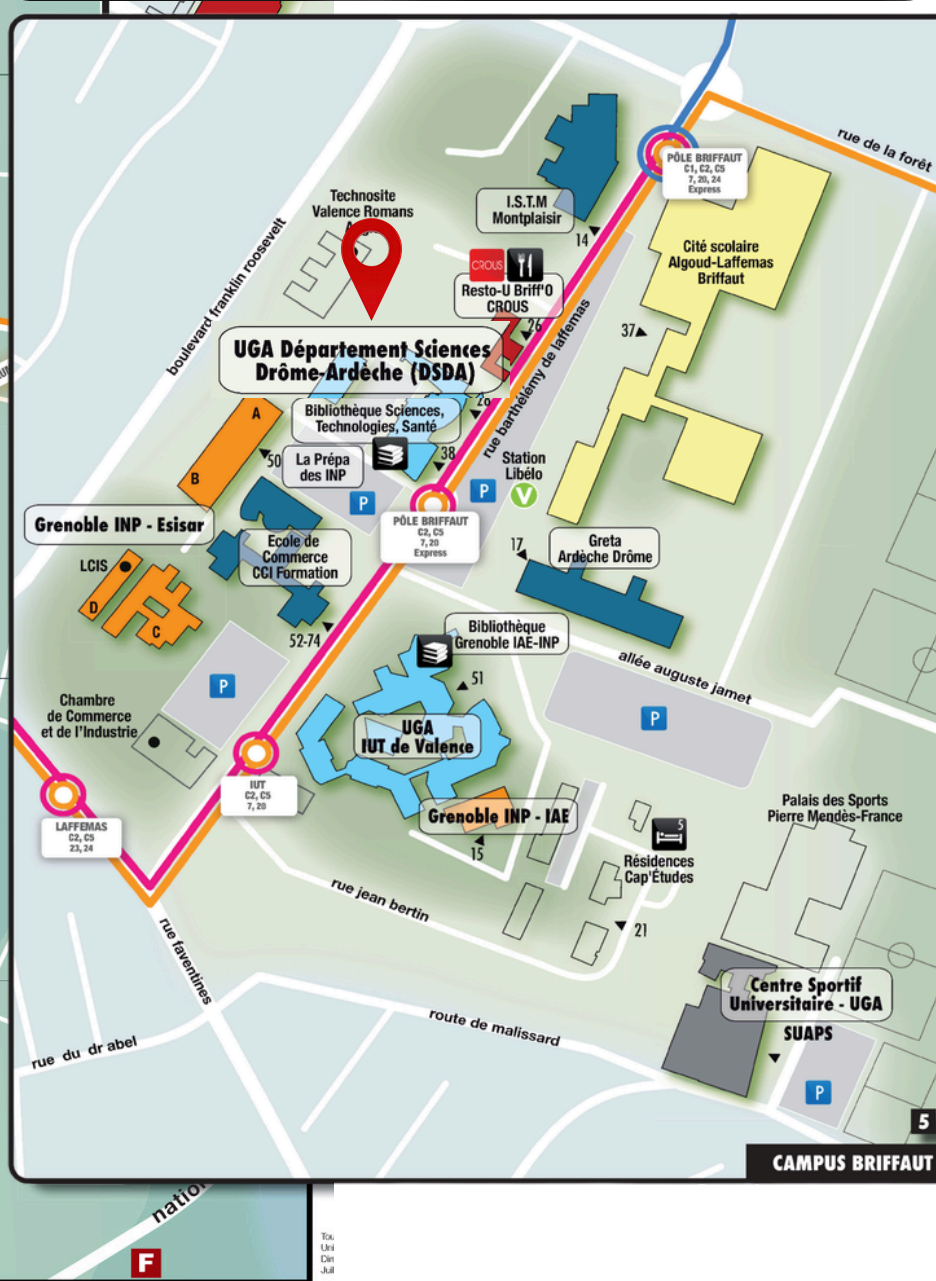 rue de la forêt
PÔLE BRIFFAUT
C1, C2, C5
7, 20, 24
Express
Technosite
Valence Romans
I.S.T.M
Montplaisir
14
Cité scolaire
Algoud-Laffemas
Briffaut
boulevard franklin roosevelt
CROUS
Resto-U Briff'O
CROUS
26
37
rue barthélémy de laffemas
UGA Département Sciences
Drôme-Ardèche (DSDA)
28
A
B
Bibliothèque Sciences,
Technologies, Santé
38
50
La Prépa
des INP
P
P
Station
Libélo
V
PÔLE BRIFFAUT
C2, C5
7, 20
Express
Grenoble INP - Esisar
Ecole de
Commerce
CCI Formation
17
Greta
Ardèche Drôme
LCIS
D
C
52-74
Bibliothèque
Grenoble IAE-INP
allée auguste jamet
51
P
P
Chambre
de Commerce
et de l'Industrie
UGA
IUT de Valence
IUT
C2, C5
7, 20
LAFFEMAS
C2, C5
23, 24
Grenoble INP - IAE
15
Palais des Sports
Pierre Mendès-France
5
Résidences
Cap'Études
21
rue jean bertin
rue faventines
Centre Sportif
Universitaire - UGA
SUAPS
route de malissard
rue du dr abel
P
5
CAMPUS BRIFFAUT
natio
F